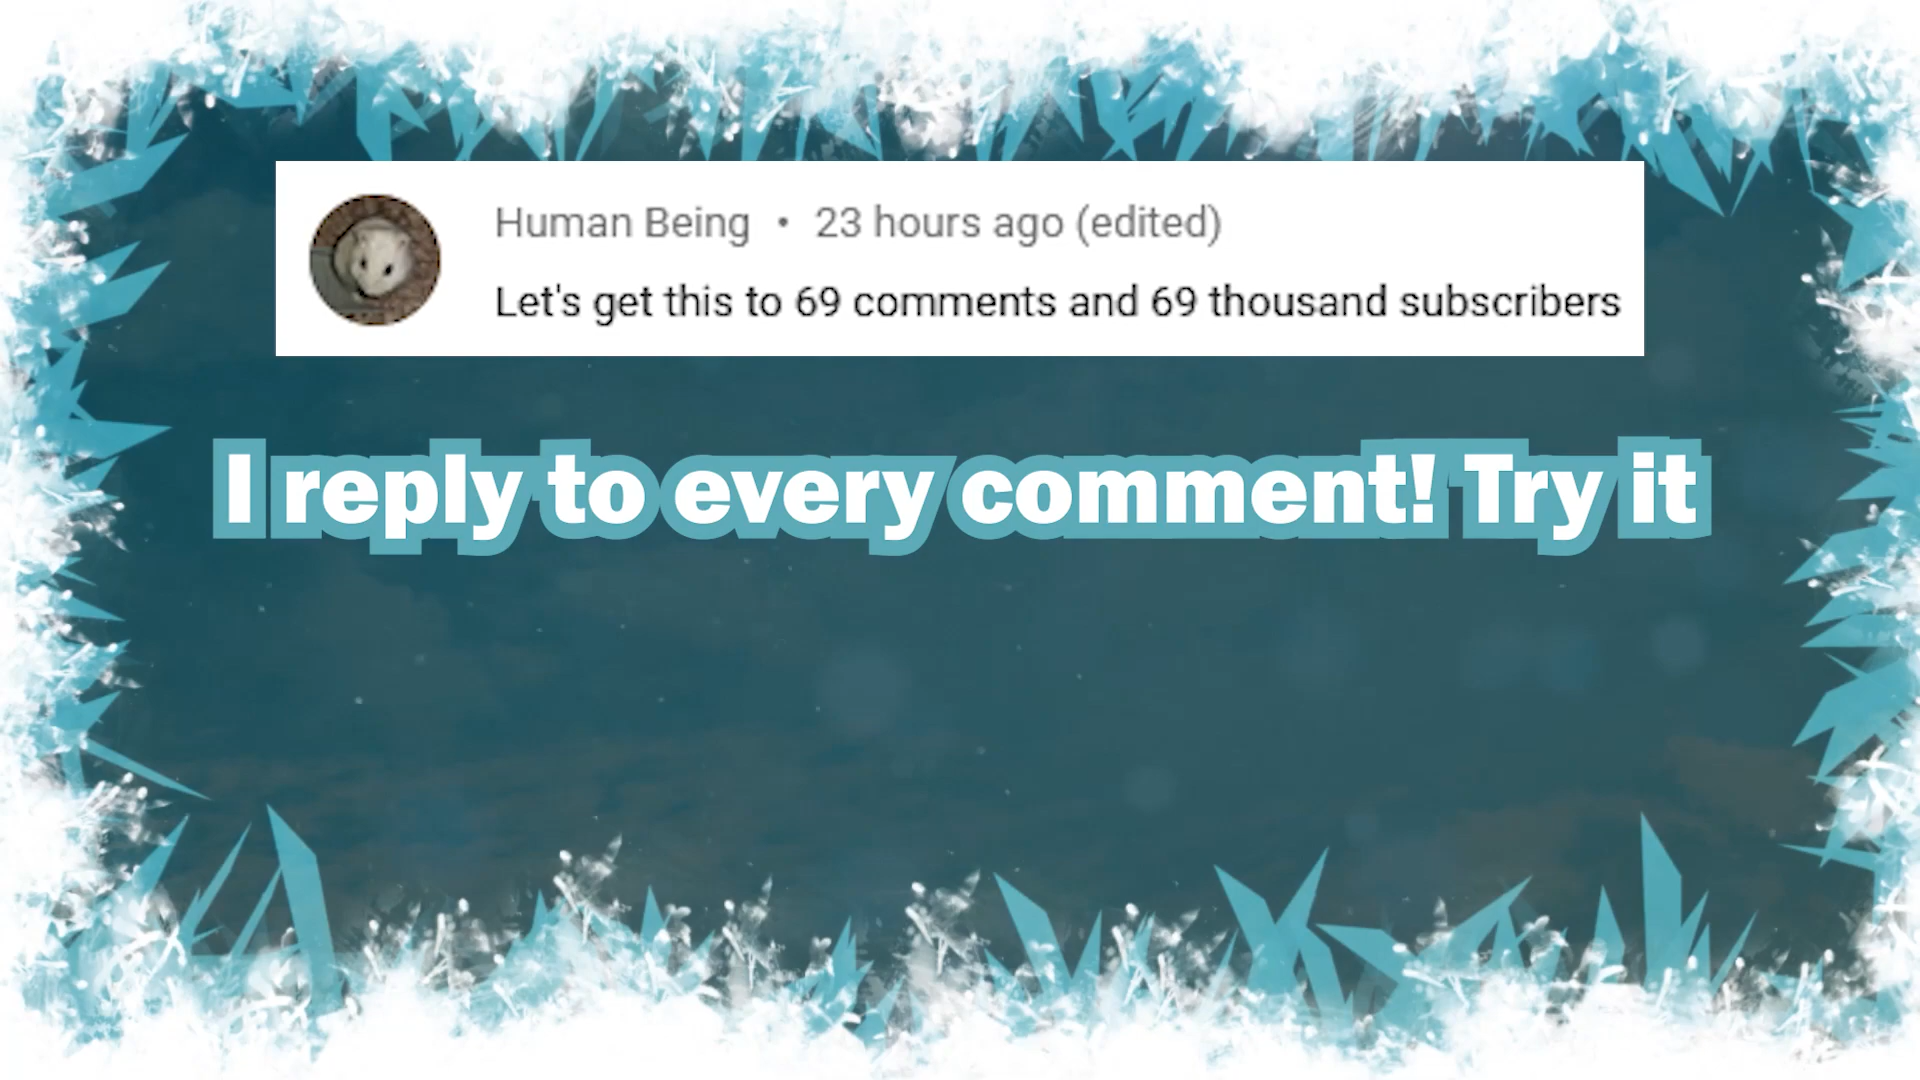 Human Being • 23 hours ago (edited)
Let's get this to 69 comments and 69 thousand subscribers
I reply to every comment! Try it